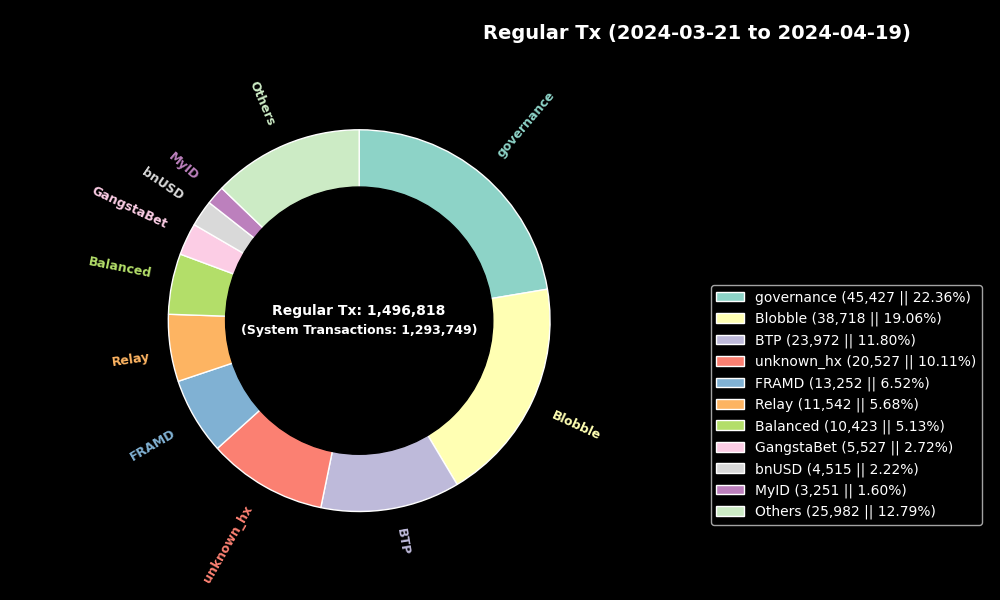 Regular Tx (2024-03-21 to 2024-04-19)
Others
governance
MyID
bnUSD
GangstaBet
Balanced
Relay
FRAMD
unknown_hx
BTP
Blobble
Regular Tx: 1,496,818
(System Transactions: 1,293,749)
governance (45,427 || 22.36%)
Blobble (38,718 || 19.06%)
BTP (23,972 || 11.80%)
unknown_hx (20,527 || 10.11%)
FRAMD (13,252 || 6.52%)
Relay (11,542 || 5.68%)
Balanced (10,423 || 5.13%)
GangstaBet (5,527 || 2.72%)
bnUSD (4,515 || 2.22%)
MyID (3,251 || 1.60%)
Others (25,982 || 12.79%)